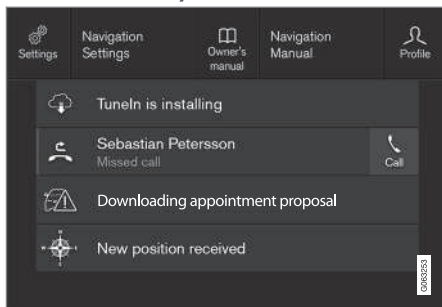 Settings
Navigation
Settings
Owner's
manual
Navigation
Manual
Profile
TuneIn is installing
Sebastian Petersson
Missed call
Call
Downloading appointment proposal
New position received
G063253